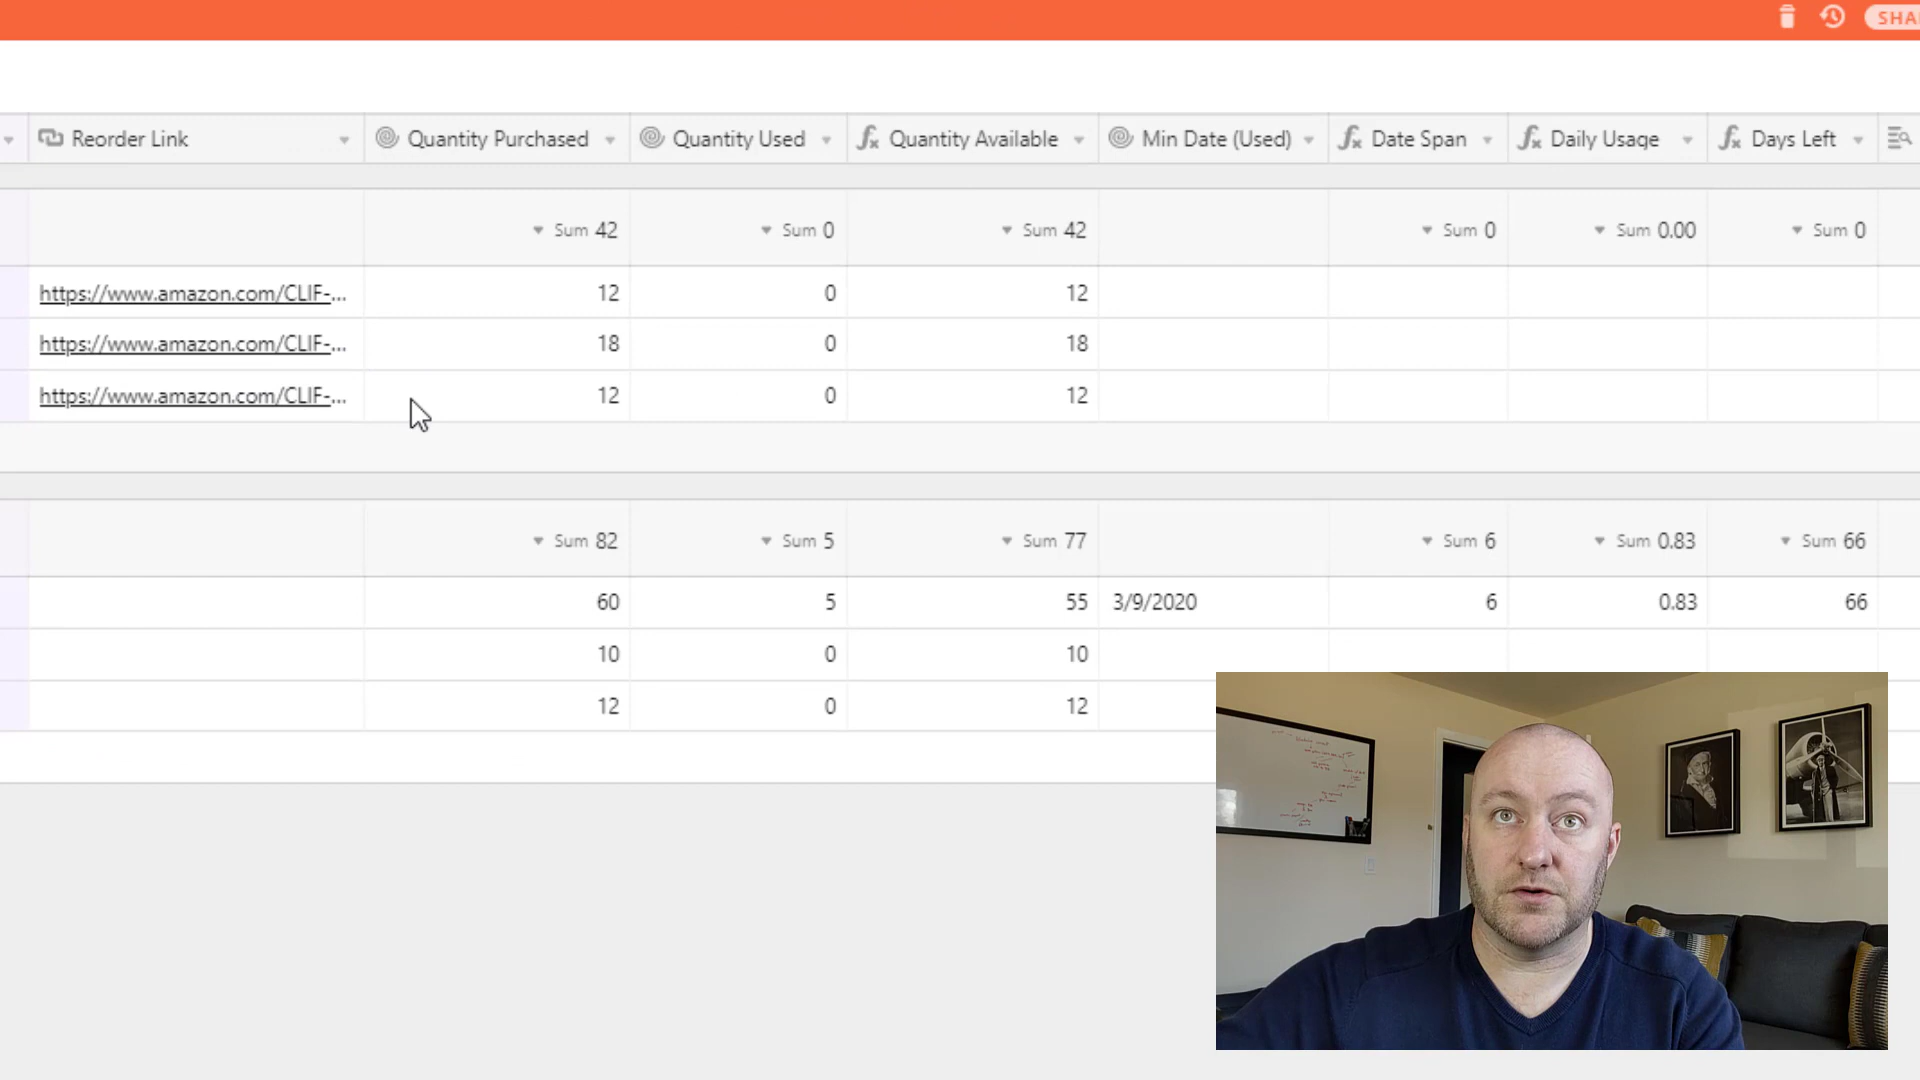 SHA
Reorder Link Quantity Purchased Quantity Used Quantity Available Min Date (Used) Date Span Daily Usage Days Left
Sum 42 Sum 0 Sum 42 Sum 0 Sum 0.00 Sum 0
https://www.amazon.com/CLIF-... 12 0 12
https://www.amazon.com/CLIF-... 18 0 18
https://www.amazon.com/CLIF-... 12 0 12
Sum 82 Sum 5 Sum 77 Sum 6 Sum 0.83 Sum 66
60 5 55 3/9/2020 6 0.83 66
10 0 10
12 0 12